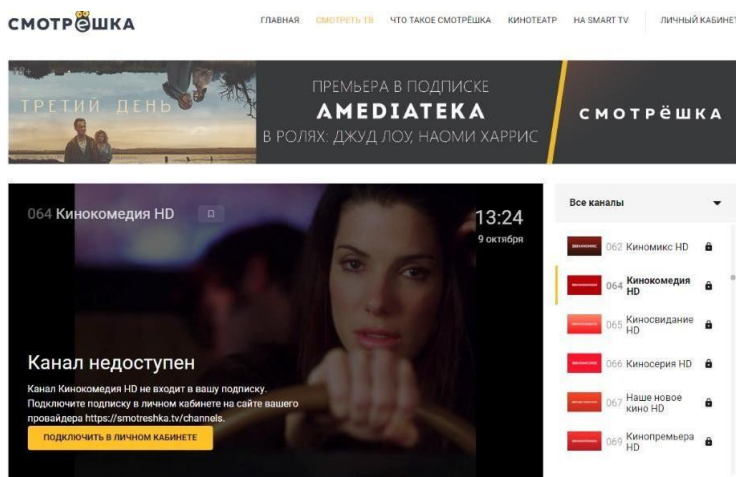 СМОТРЁШКА
ГЛАВНАЯ СМОТРЕТЬ ТВ ЧТО ТАКОЕ СМОТРЁШКА КИНОТЕАТР НА SMART TV ЛИЧНЫЙ КАБИНЕТ
18+
ТРЕТИЙ ДЕНЬ
ПРЕМЬЕРА В ПОДПИСКЕ
AMEDIATEKA
В РОЛЯХ: ДЖУД ЛОУ, НАОМИ ХАРРИС
СМОТРЁШКА
064 Кинокомедия HD
13:24
9 октября
Канал недоступен
Канал Кинокомедия HD не входит в вашу подписку.
Подключите подписку в личном кабинете на сайте вашего
провайдера https://smotreshka.tv/channels.
ПОДКЛЮЧИТЬ В ЛИЧНОМ КАБИНЕТЕ
Все каналы
062 Киномикс HD
064 Кинокомедия
HD
065 Киносвидание
HD
066 Киносерия HD
067 Наше новое
кино HD
069 Кинопремьера
HD